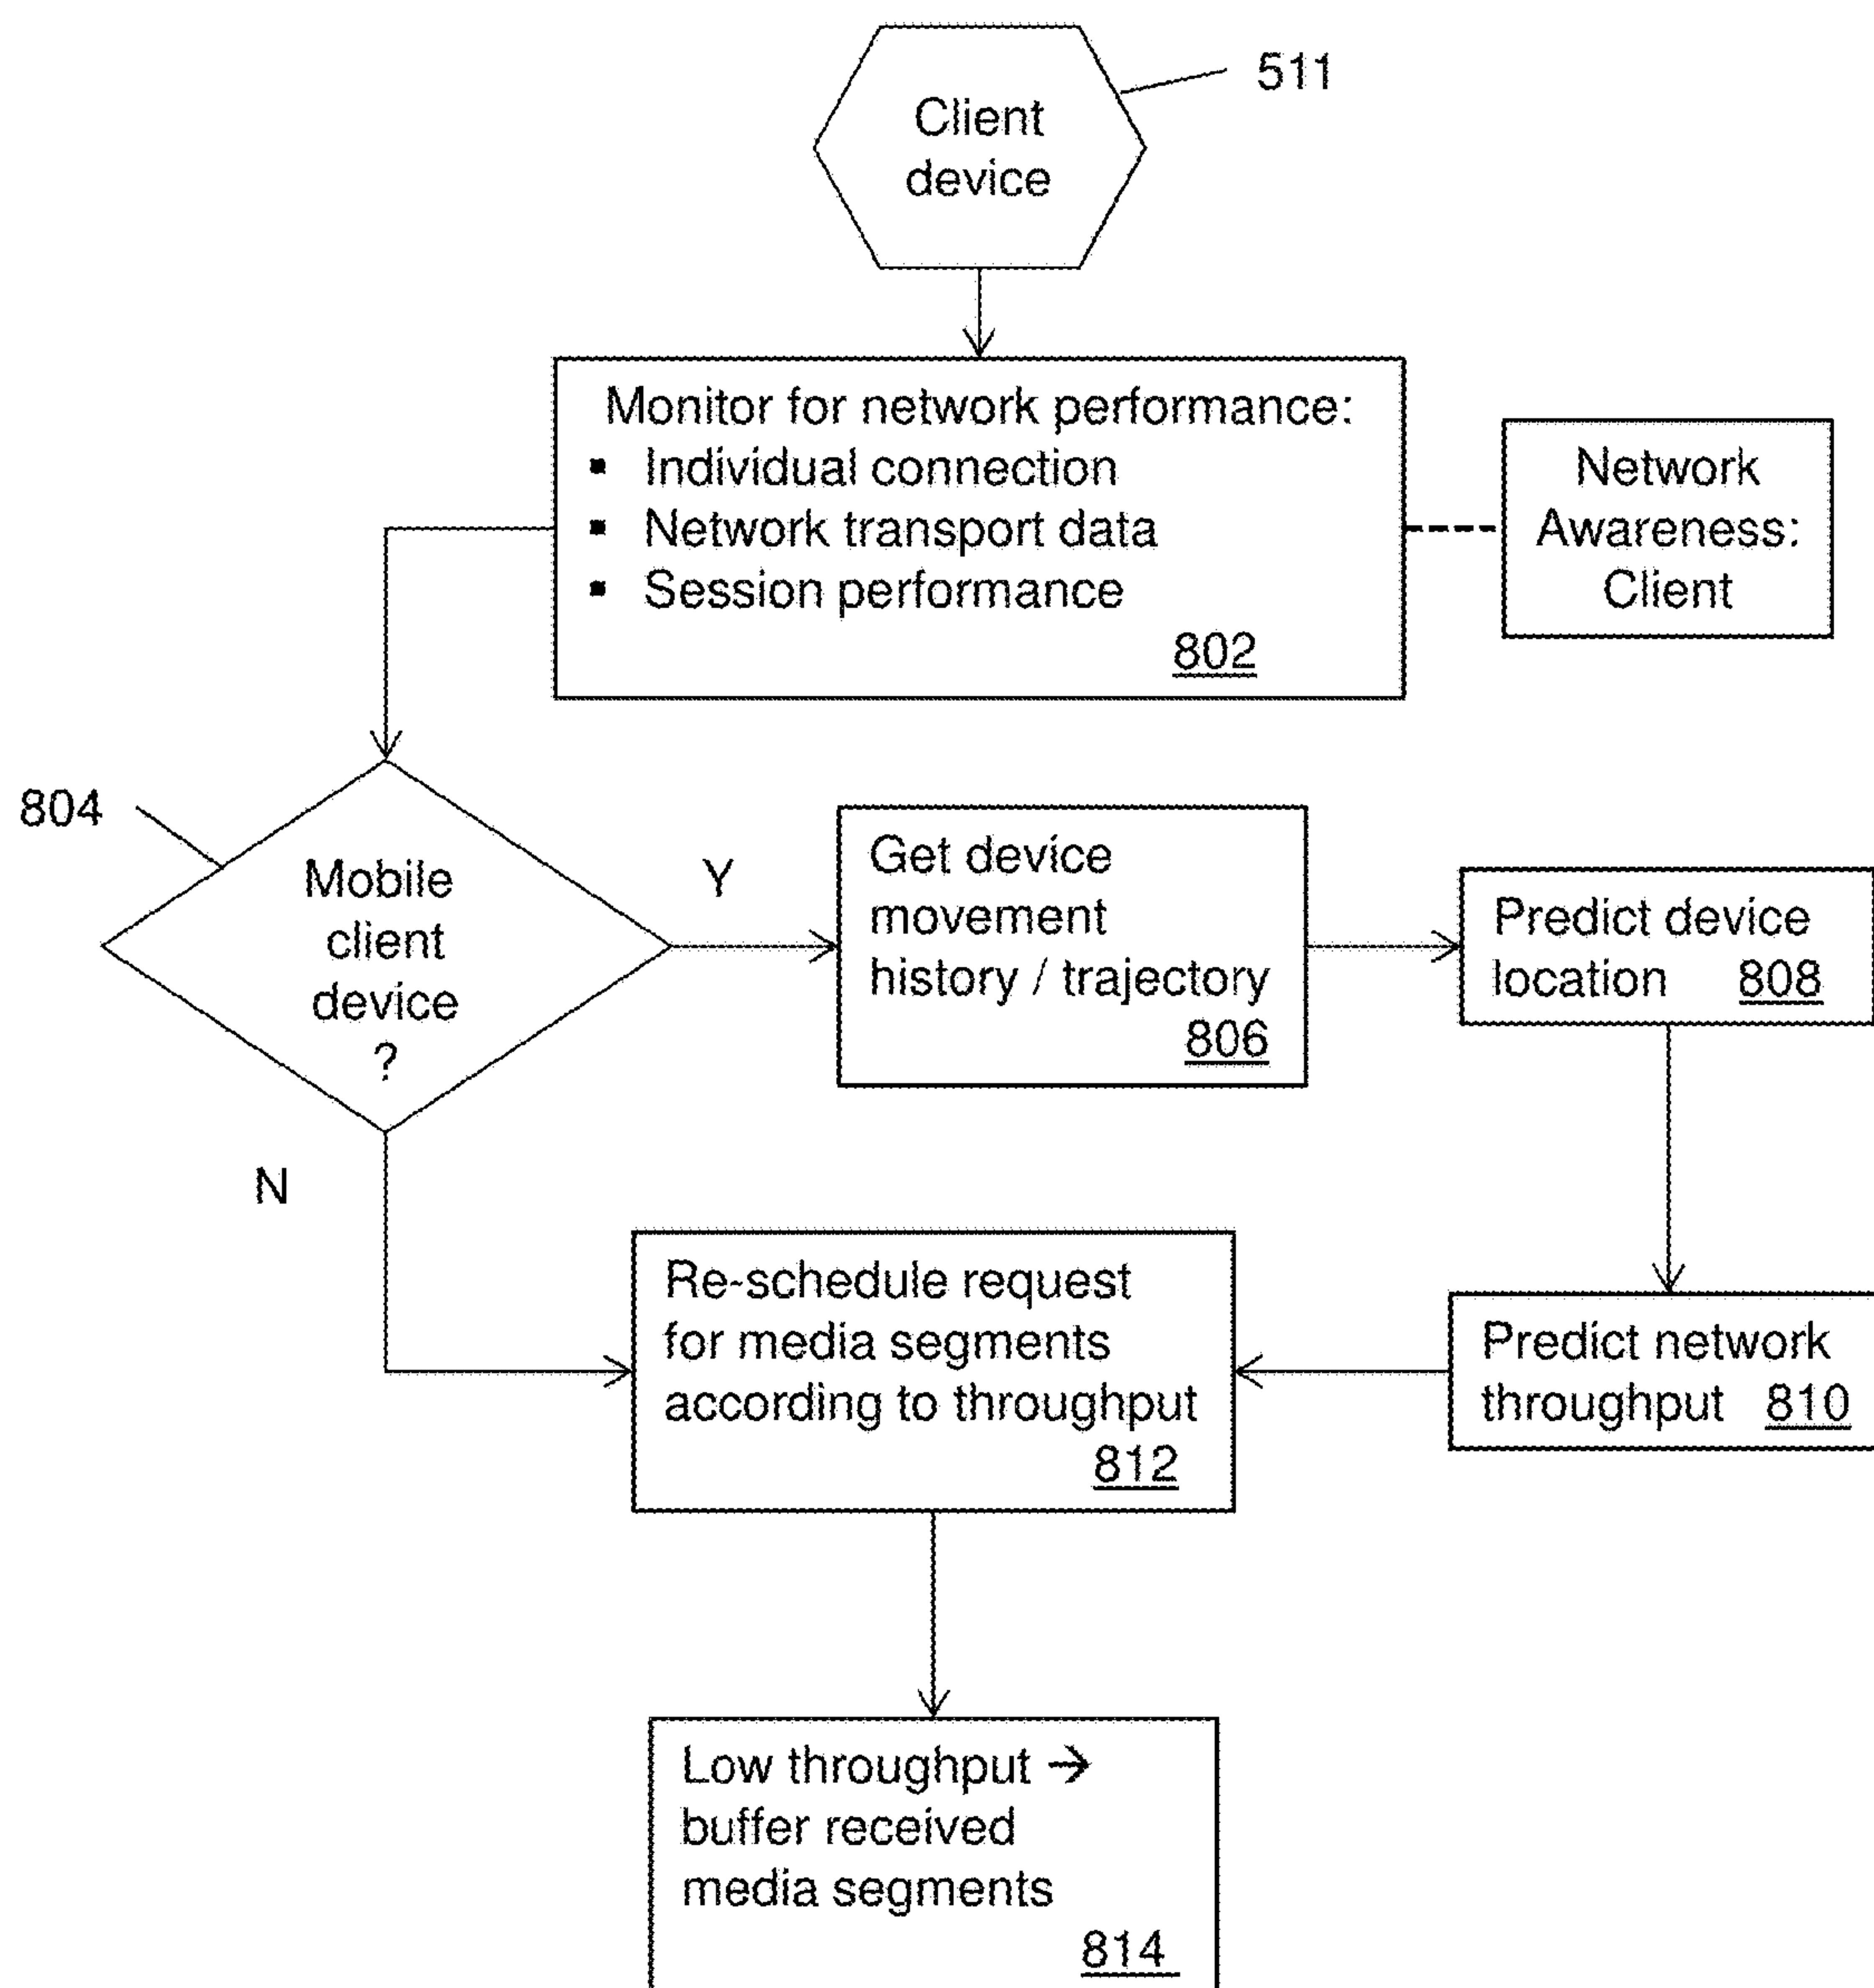 Client
device
511
Monitor for network performance:
▪ Individual connection
▪ Network transport data
▪ Session performance
802
Network
Awareness:
Client
804
Mobile
client
device
?
Y
Get device
movement
history / trajectory
806
Predict device
location 808
N
Re-schedule request
for media segments
according to throughput
812
Predict network
throughput 810
Low throughput →
buffer received
media segments
814